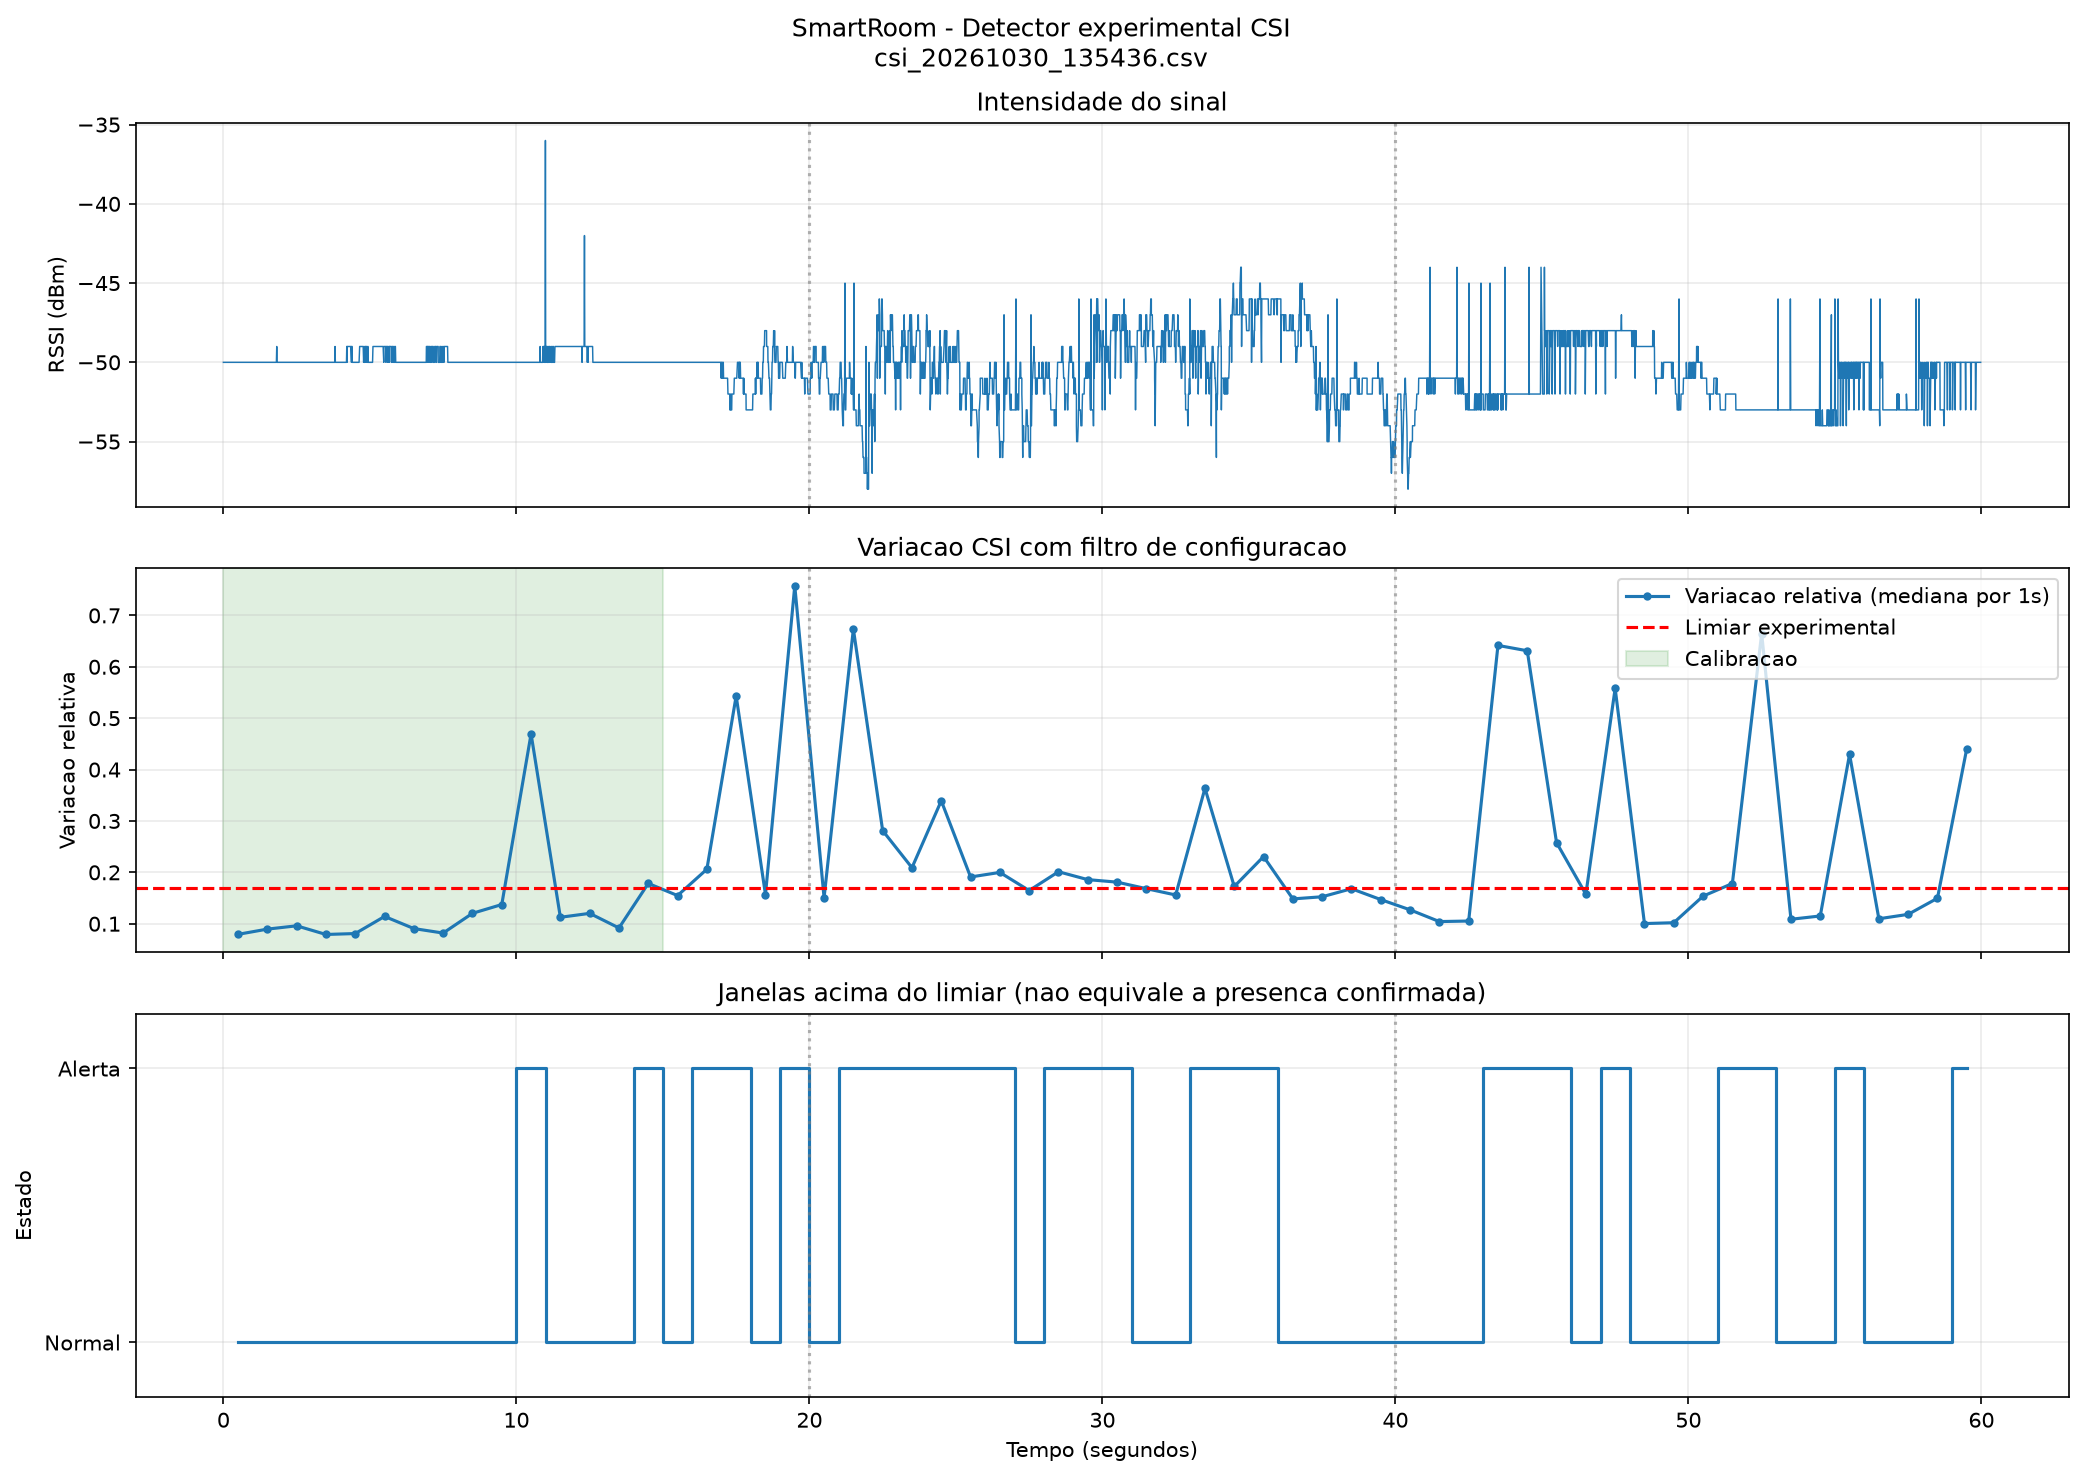 SmartRoom - Detector experimental CSI
csi_20261030_135436.csv
Intensidade do sinal
−35
−40
−45
−50
−55
RSSI (dBm)
Variacao CSI com filtro de configuracao
0.7
0.6
0.5
0.4
0.3
0.2
0.1
Variacao relativa
Variacao relativa (mediana por 1s)
Limiar experimental
Calibracao
Janelas acima do limiar (nao equivale a presenca confirmada)
Alerta
Normal
Estado
0 10 20 30 40 50 60
Tempo (segundos)